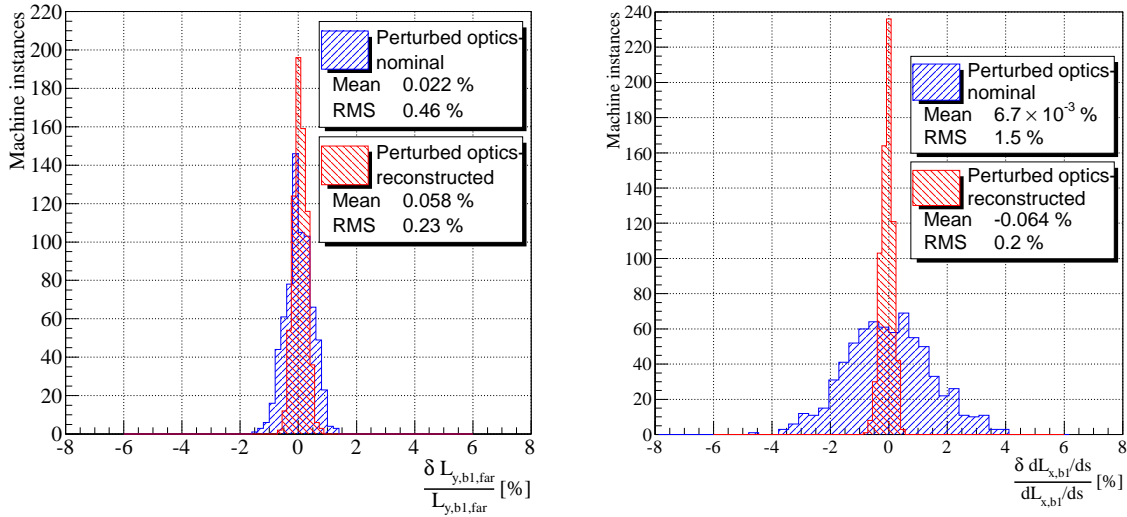 Machine instances
220
200
180
160
140
120
100
80
60
40
20
0
-8 -6 -4 -2 0 2 4 6 8
Perturbed optics-
nominal
Mean 0.022 %
RMS 0.46 %
Perturbed optics-
reconstructed
Mean 0.058 %
RMS 0.23 %
δ L_y,b1,far
L_y,b1,far
[%]
Machine instances
240
220
200
180
160
140
120
100
80
60
40
20
0
-8 -6 -4 -2 0 2 4 6 8
Perturbed optics-
nominal
Mean 6.7 × 10⁻³ %
RMS 1.5 %
Perturbed optics-
reconstructed
Mean -0.064 %
RMS 0.2 %
δ dL_x,b1/ds
dL_x,b1/ds
[%]